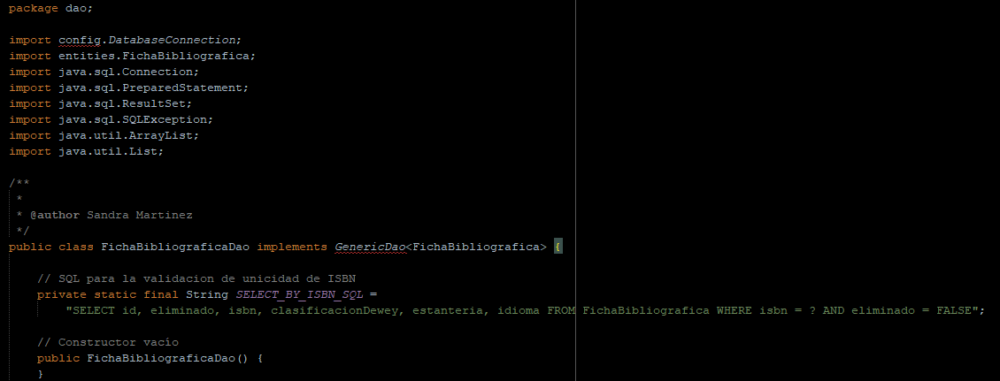 package dao;
import config.DatabaseConnection;
import entities.FichaBibliografica;
import java.sql.Connection;
import java.sql.PreparedStatement;
import java.sql.ResultSet;
import java.sql.SQLException;
import java.util.ArrayList;
import java.util.List;
/**
 *
 * @author Sandra Martinez
 */
public class FichaBibliograficaDao implements GenericDao<FichaBibliografica> {
    // SQL para la validacion de unicidad de ISBN
    private static final String SELECT_BY_ISBN_SQL =
        "SELECT id, eliminado, isbn, clasificacionDewey, estanteria, idioma FROM FichaBibliografica WHERE isbn = ? AND eliminado = FALSE";
    // Constructor vacío
    public FichaBibliograficaDao() {
    }